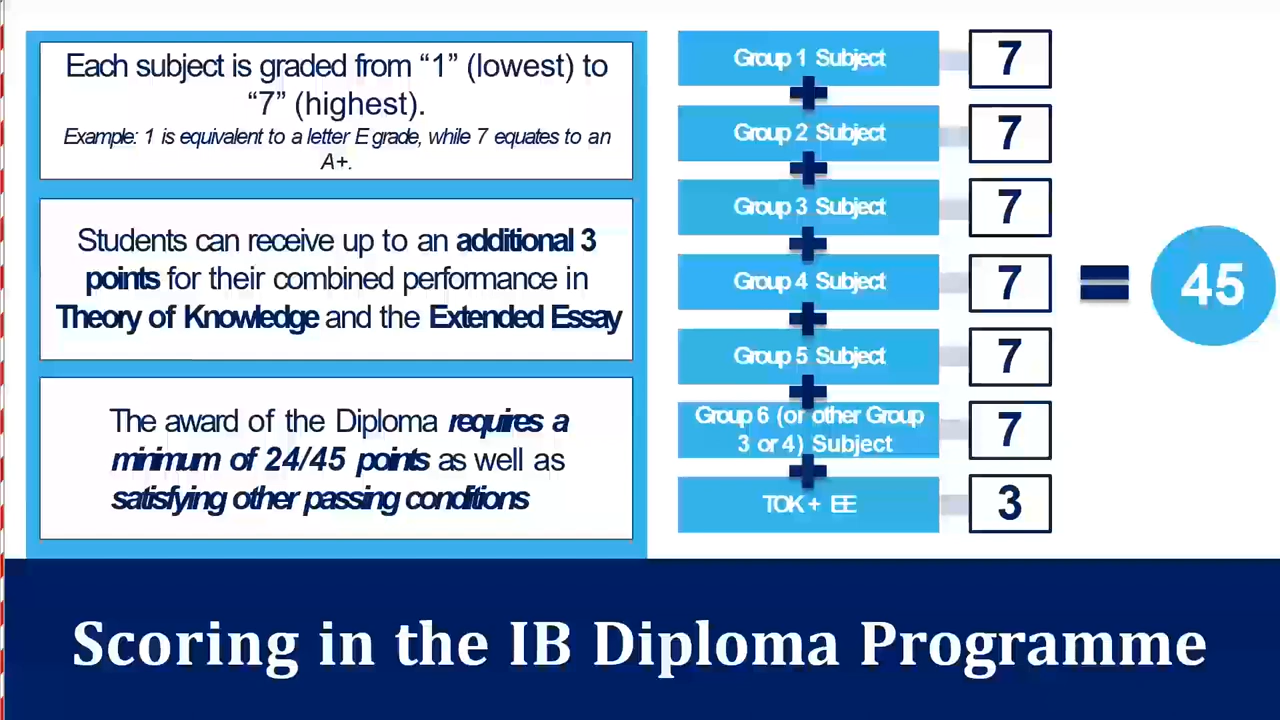 Each subject is graded from “1” (lowest) to
“7” (highest).
Example: 1 is equivalent to a letter E grade, while 7 equates to an
A+.
Students can receive up to an additional 3
points for their combined performance in
Theory of Knowledge and the Extended Essay
The award of the Diploma requires a
minimum of 24/45 points as well as
satisfying other passing conditions
Group 1 Subject 7
Group 2 Subject 7
Group 3 Subject 7
Group 4 Subject 7
Group 5 Subject 7
Group 6 (or other Group
3 or 4) Subject 7
TOK + EE 3
= 45
Scoring in the IB Diploma Programme